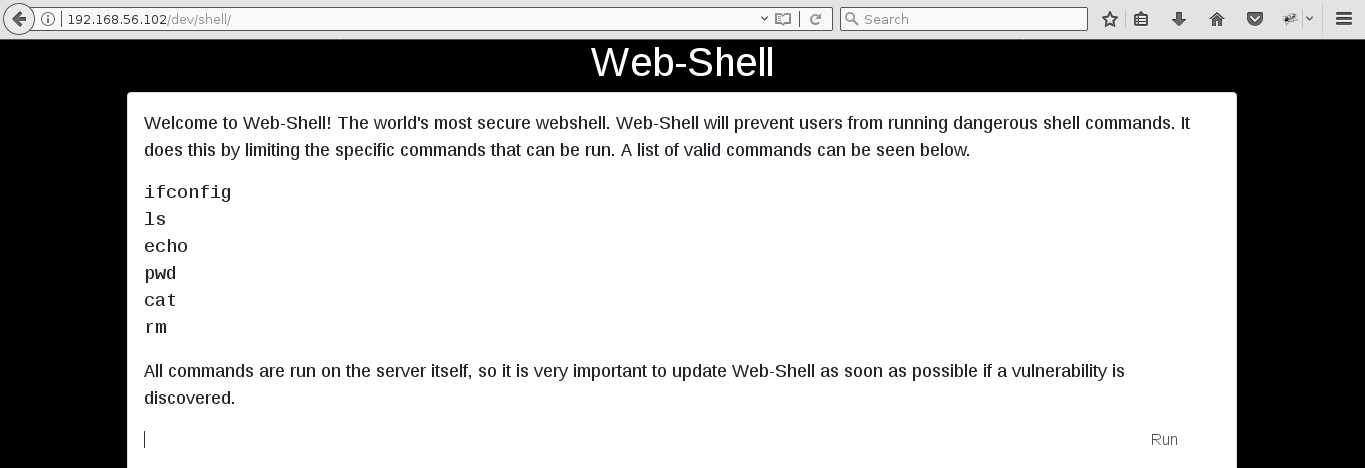 192.168.56.102/dev/shell/
Search
Web-Shell
Welcome to Web-Shell! The world's most secure webshell. Web-Shell will prevent users from running dangerous shell commands. It
does this by limiting the specific commands that can be run. A list of valid commands can be seen below.
ifconfig
ls
echo
pwd
cat
rm
All commands are run on the server itself, so it is very important to update Web-Shell as soon as possible if a vulnerability is
discovered.
Run